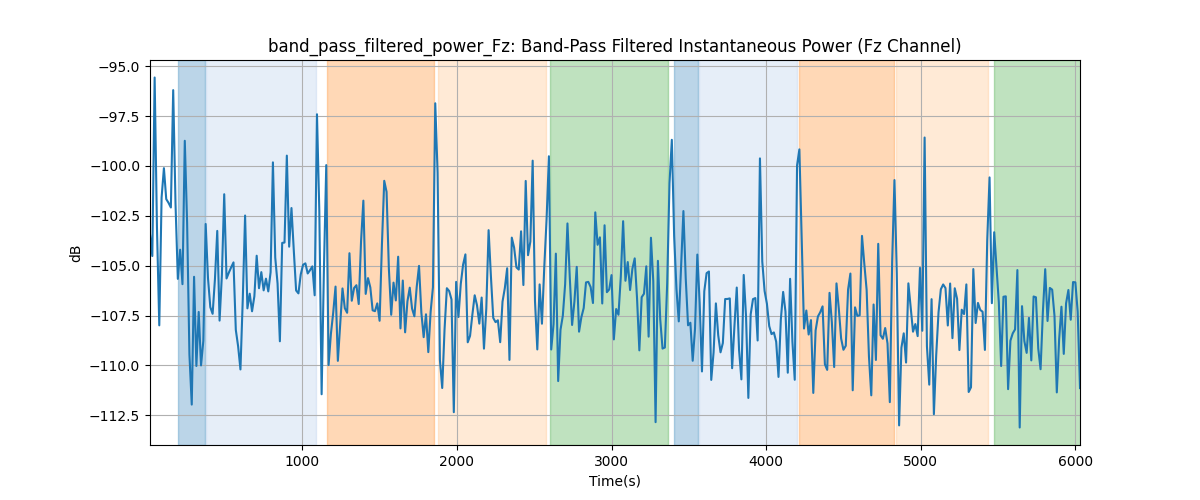 band_pass_filtered_power_Fz: Band-Pass Filtered Instantaneous Power (Fz Channel)
−95.0
−97.5
−100.0
−102.5
−105.0
−107.5
−110.0
−112.5
dB
1000 2000 3000 4000 5000 6000
Time(s)